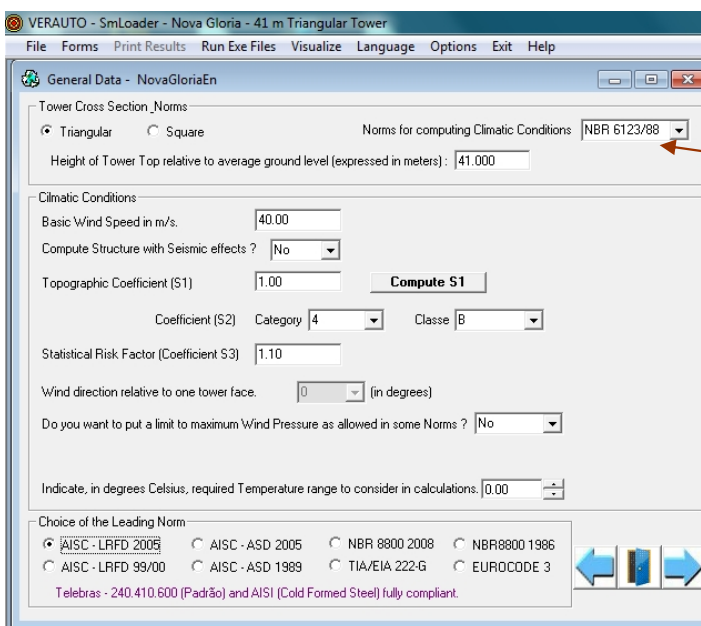 VERAUTO - SmLoader - Nova Gloria - 41 m Triangular Tower
File Forms Print Results Run Exe Files Visualize Language Options Exit Help
General Data - NovaGloriaEn
Tower Cross Section _Norms
Triangular Square Norms for computing Climatic Conditions NBR 6123/88
Height of Tower Top relative to average ground level (expressed in meters) : 41.000
Cilmatic Conditions
Basic Wind Speed in m/s. 40.00
Compute Structure with Seismic effects ? No
Topographic Coefficient (S1) 1.00 Compute S1
Coefficient (S2) Category 4 Classe B
Statistical Risk Factor (Coefficient S3) 1.10
Wind direction relative to one tower face. 0 (in degrees)
Do you want to put a limit to maximum Wind Pressure as allowed in some Norms ? No
Indicate, in degrees Celsius, required Temperature range to consider in calculations. 0.00
Choice of the Leading Norm
AISC - LRFD 2005 AISC - ASD 2005 NBR 8800 2008 NBR8800 1986
AISC - LRFD 99/00 AISC - ASD 1989 TIA/EIA 222-G EUROCODE 3
Telebras - 240.410.600 (Padrão) and AISI (Cold Formed Steel) fully compliant.